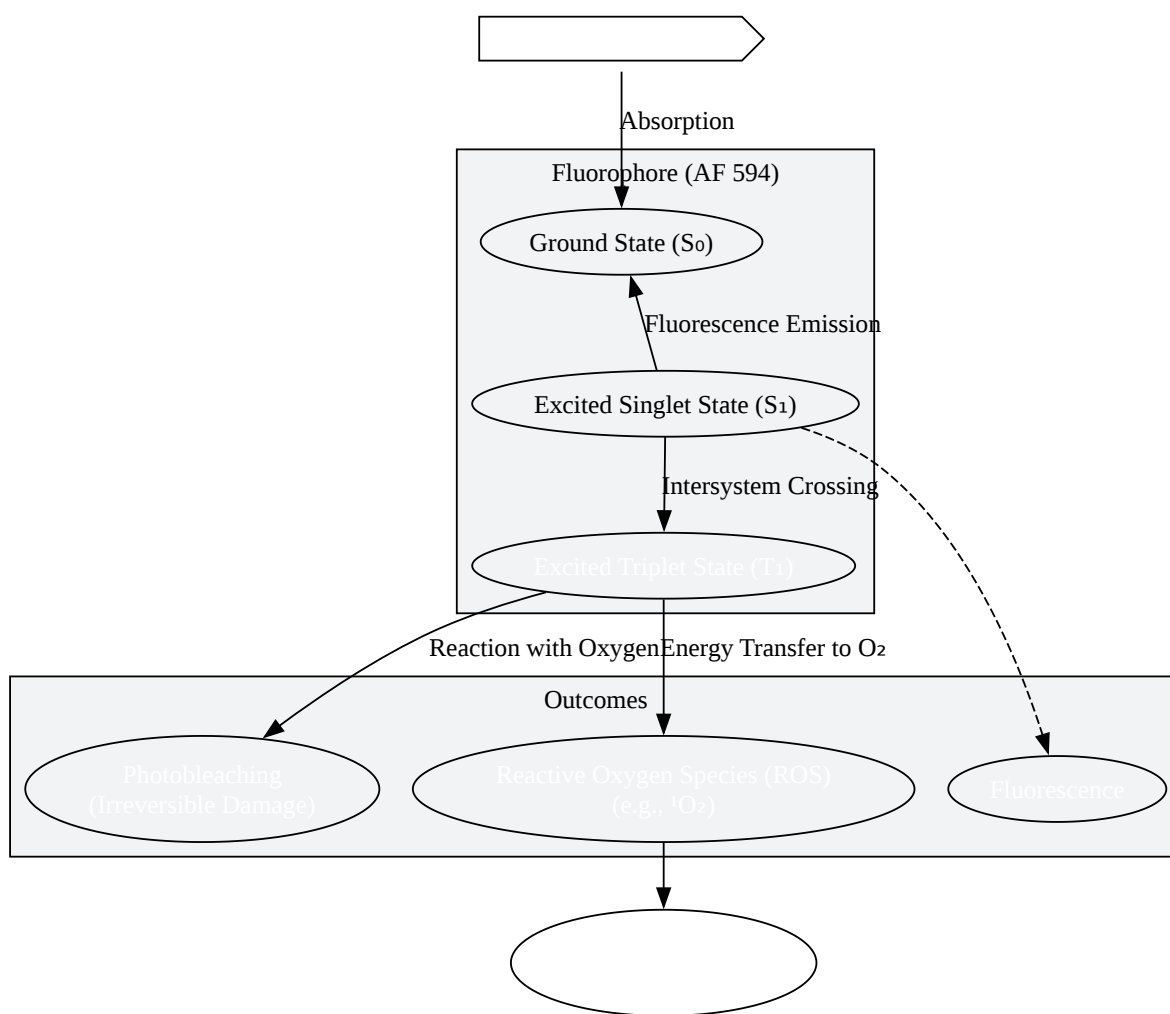 Absorption
Fluorophore (AF 594)
Ground State (S₀)
Fluorescence Emission
Excited Singlet State (S₁)
Intersystem Crossing
Excited Triplet State (T₁)
Reaction with Oxygen
Energy Transfer to O₂
Outcomes
Photobleaching
(Irreversible Damage)
Reactive Oxygen Species (ROS)
(e.g., ¹O₂)
Fluorescence